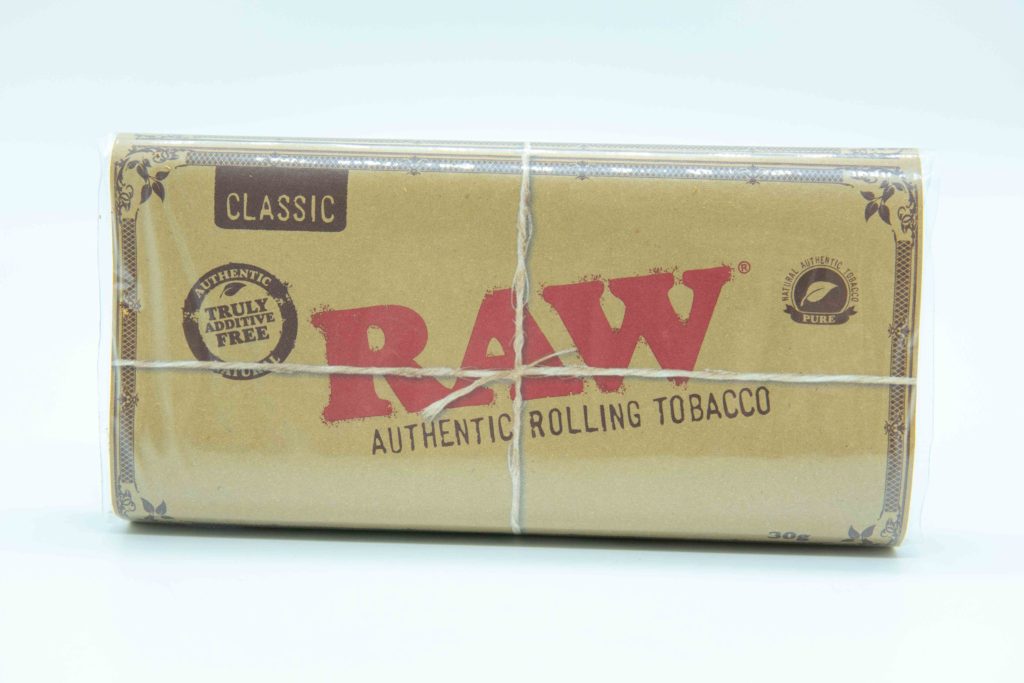 CLASSIC
AUTHENTIC
TRULY
ADDITIVE
FREE
NATURAL
RAW®
AUTHENTIC ROLLING TOBACCO
NATURAL AUTHENTIC TOBACCO
PURE
30g